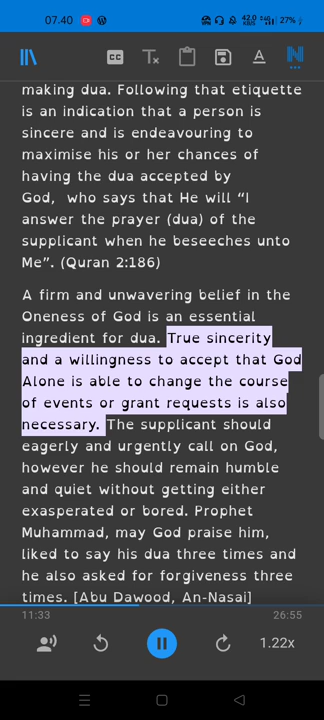 07.40
42.0
KB/S
27%
CC
making dua. Following that etiquette
is an indication that a person is
sincere and is endeavouring to
maximise his or her chances of
having the dua accepted by
God, who says that He will “I
answer the prayer (dua) of the
supplicant when he beseeches unto
Me”. (Quran 2:186)
A firm and unwavering belief in the
Oneness of God is an essential
ingredient for dua. True sincerity
and a willingness to accept that God
Alone is able to change the course
of events or grant requests is also
necessary. The supplicant should
eagerly and urgently call on God,
however he should remain humble
and quiet without getting either
exasperated or bored. Prophet
Muhammad, may God praise him,
liked to say his dua three times and
he also asked for forgiveness three
times. [Abu Dawood, An-Nasai]
11:33 26:55
1.22x